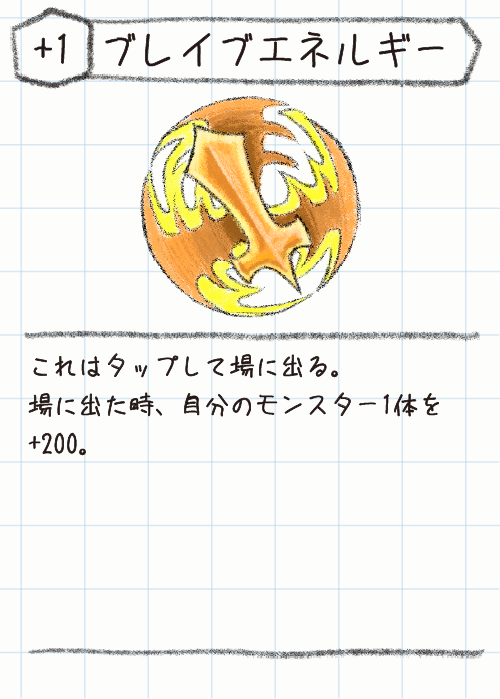 +1 ブレイブエネルギー
これはタップして場に出る。
場に出た時、自分のモンスター1体を
+200。